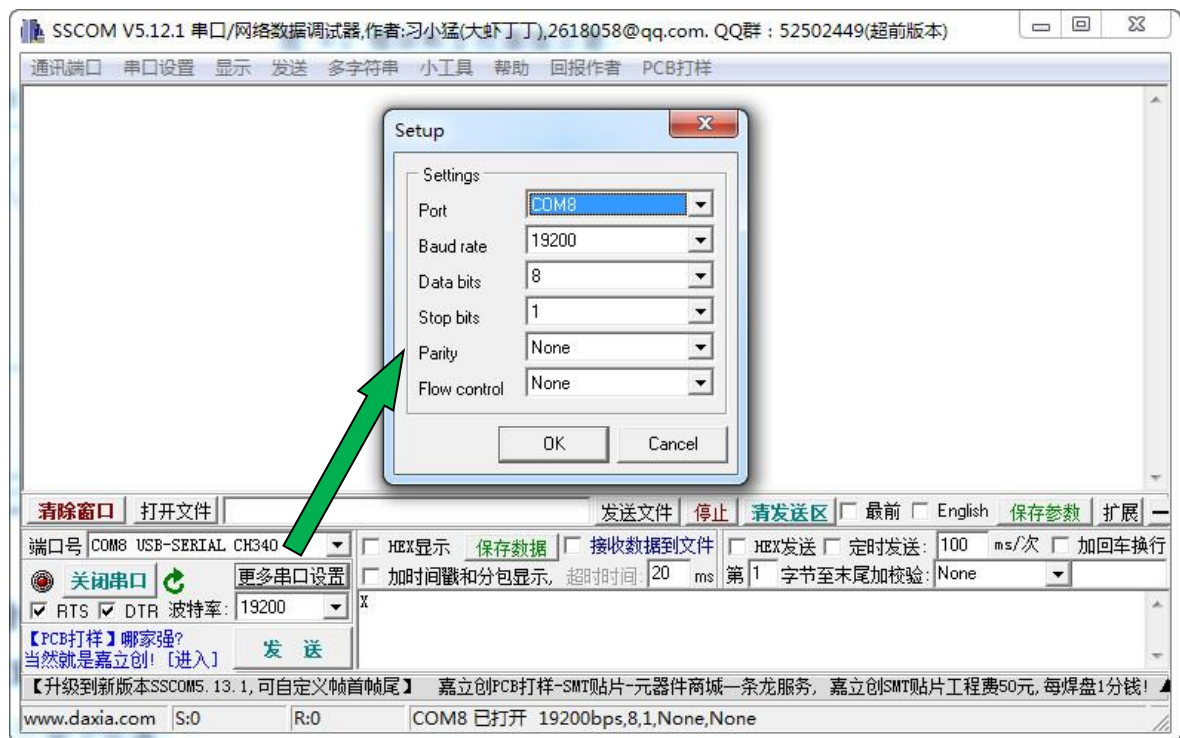 SSCOM V5.12.1 串口/网络数据调试器,作者:习小猛(大虾丁丁),2618058@qq.com. QQ群：52502449(超前版本)
通讯端口 串口设置 显示 发送 多字符串 小工具 帮助 回报作者 PCB打样
Setup
Settings
Port COM8
Baud rate 19200
Data bits 8
Stop bits 1
Parity None
Flow control None
OK Cancel
清除窗口 打开文件 发送文件 停止 清发送区 最前 English 保存参数 扩展 —
端口号 COM8 USB-SERIAL CH340 HEX显示 保存数据 接收数据到文件 HEX发送 定时发送: 100 ms/次 加回车换行
关闭串口 更多串口设置 加时间戳和分包显示, 超时时间: 20 ms 第 1 字节至末尾加校验: None
RTS DTR 波特率: 19200 X
【PCB打样】哪家强?
当然就是嘉立创! [进入] 发 送
【升级到新版本SSCOM5.13.1,可自定义帧首帧尾】 嘉立创PCB打样-SMT贴片-元器件商城一条龙服务, 嘉立创SMT贴片工程费50元,每焊盘1分钱!
www.daxia.com S:0 R:0 COM8 已打开 19200bps,8,1,None,None